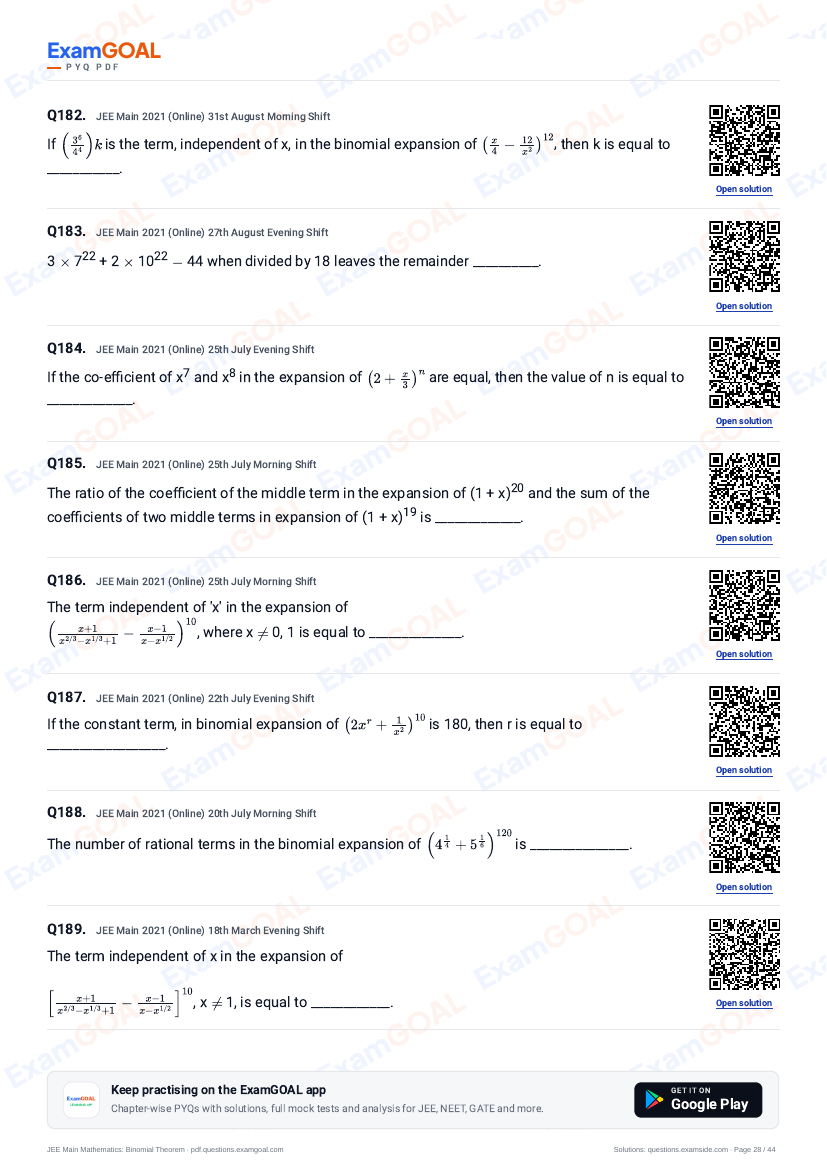 ExamGOAL
PYQ PDF
Q182. JEE Main 2021 (Online) 31st August Morning Shift
If (3^6/4^4)k is the term, independent of x, in the binomial expansion of (x/4 − 12/x^2)^12, then k is equal to
___________.
Open solution
Q183. JEE Main 2021 (Online) 27th August Evening Shift
3 × 7^22 + 2 × 10^22 − 44 when divided by 18 leaves the remainder __________.
Open solution
Q184. JEE Main 2021 (Online) 25th July Evening Shift
If the co-efficient of x^7 and x^8 in the expansion of (2 + x/3)^n are equal, then the value of n is equal to
_____________.
Open solution
Q185. JEE Main 2021 (Online) 25th July Morning Shift
The ratio of the coefficient of the middle term in the expansion of (1 + x)^20 and the sum of the
coefficients of two middle terms in expansion of (1 + x)^19 is _____________.
Open solution
Q186. JEE Main 2021 (Online) 25th July Morning Shift
The term independent of 'x' in the expansion of
((x+1)/(x^2/3−x^1/3+1) − (x−1)/(x−x^1/2))^10, where x ≠ 0, 1 is equal to ______________.
Open solution
Q187. JEE Main 2021 (Online) 22th July Evening Shift
If the constant term, in binomial expansion of (2x^r + 1/x^2)^10 is 180, then r is equal to
__________________.
Open solution
Q188. JEE Main 2021 (Online) 20th July Morning Shift
The number of rational terms in the binomial expansion of (4^1/4 + 5^1/6)^120 is _______________.
Open solution
Q189. JEE Main 2021 (Online) 18th March Evening Shift
The term independent of x in the expansion of
[(x+1)/(x^2/3−x^1/3+1) − (x−1)/(x−x^1/2)]^10, x ≠ 1, is equal to ____________.
Open solution
Keep practising on the ExamGOAL app
Chapter-wise PYQs with solutions, full mock tests and analysis for JEE, NEET, GATE and more.
GET IT ON
Google Play
JEE Main Mathematics: Binomial Theorem · pdf.questions.examgoal.com
Solutions: questions.examside.com · Page 28 / 44